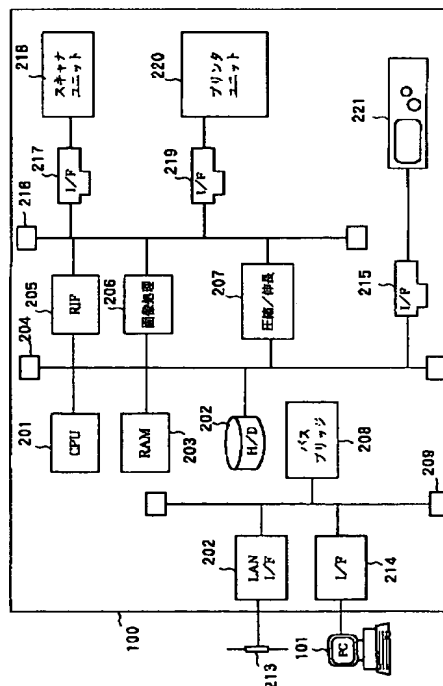 218
スキャナ
ユニット
220
プリンタ
ユニット
217
I/F
219
I/F
221
216
205
RIP
206
画像処理
207
圧縮/伸長
215
I/F
204
201
CPU
RAM
203
202
H/D
バス
ブリッジ
208
209
202
LAN
I/F
I/F
214
100
213
101
PC